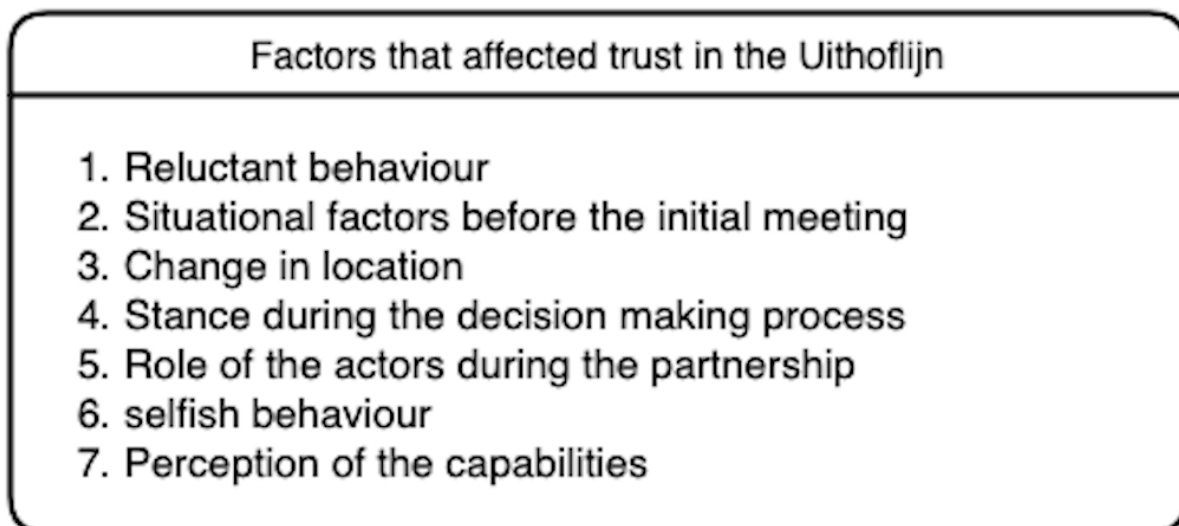 Factors that affected trust in the Uithoflijn
1. Reluctant behaviour
2. Situational factors before the initial meeting
3. Change in location
4. Stance during the decision making process
5. Role of the actors during the partnership
6. selfish behaviour
7. Perception of the capabilities